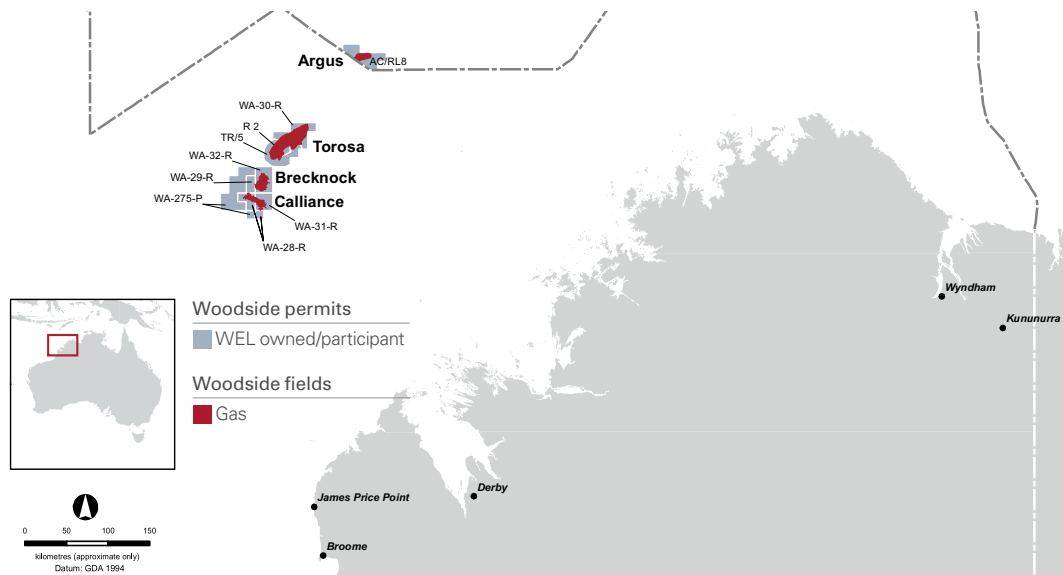 Argus
AC/RL8
WA-30-R
R 2
TR/5
Torosa
WA-32-R
WA-29-R
Brecknock
WA-275-P
Calliance
WA-31-R
WA-28-R
Wyndham
Kununurra
Woodside permits
WEL owned/participant
Woodside fields
Gas
James Price Point
Derby
Broome
0 50 100 150
kilometres (approximate only)
Datum: GDA 1994